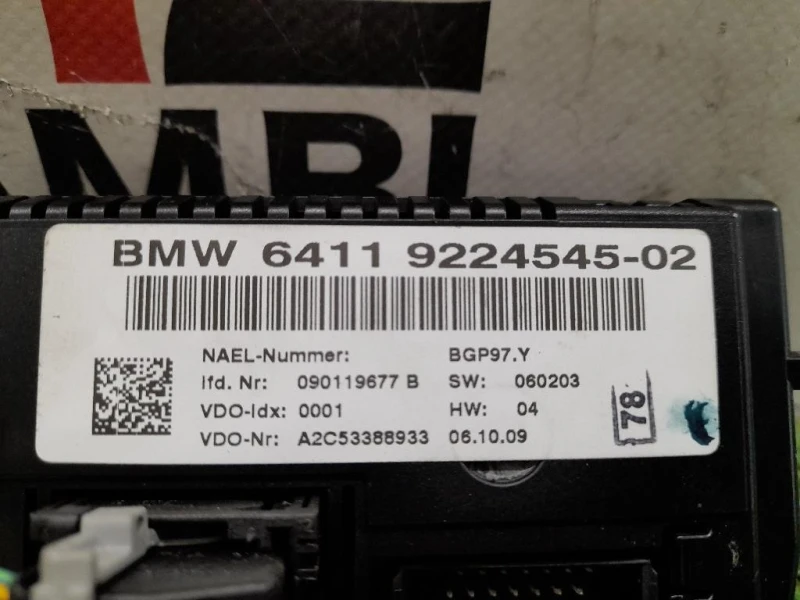 AMBI
BMW 6411 9224545-02
NAEL-Nummer: BGP97.Y
lfd. Nr: 090119677 B SW: 060203
VDO-Idx: 0001 HW: 04
VDO-Nr: A2C53388933 06.10.09
78